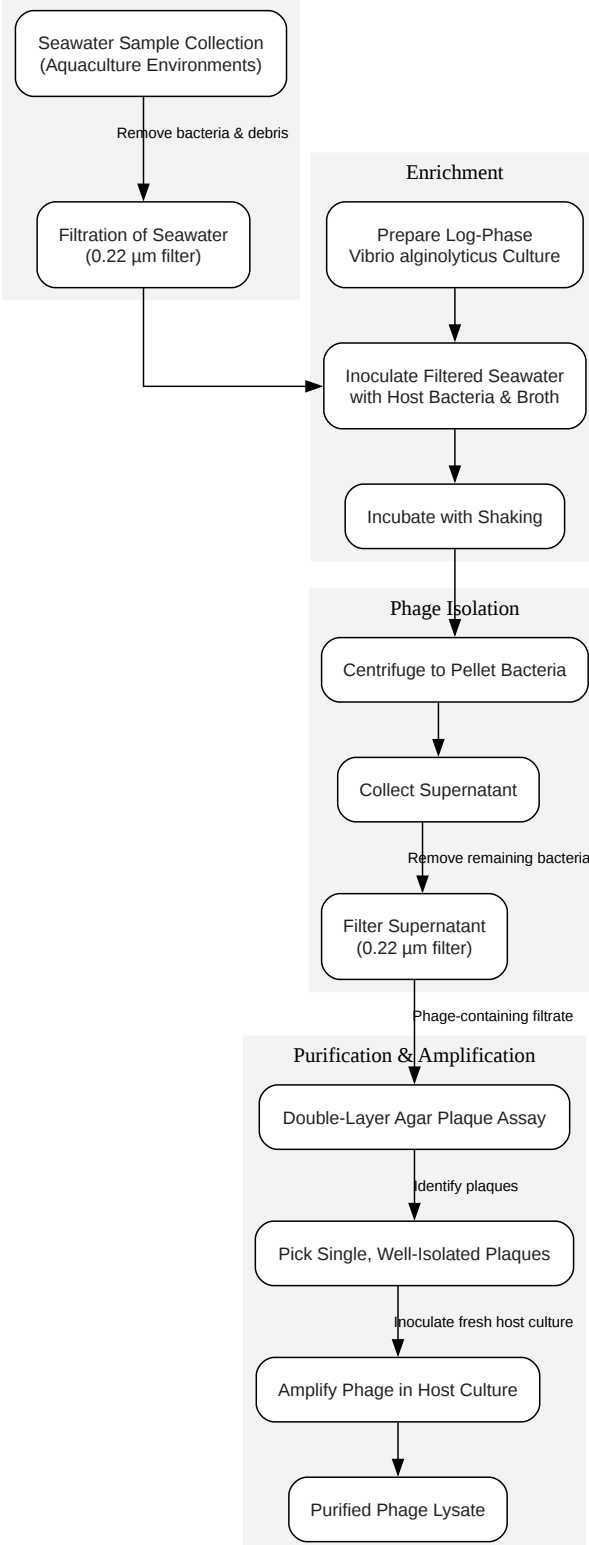 Seawater Sample Collection
(Aquaculture Environments)
Remove bacteria & debris
Filtration of Seawater
(0.22 µm filter)
Enrichment
Prepare Log-Phase
Vibrio alginolyticus Culture
Inoculate Filtered Seawater
with Host Bacteria & Broth
Incubate with Shaking
Phage Isolation
Centrifuge to Pellet Bacteria
Collect Supernatant
Remove remaining bacteria
Filter Supernatant
(0.22 µm filter)
Phage-containing filtrate
Purification & Amplification
Double-Layer Agar Plaque Assay
Identify plaques
Pick Single, Well-Isolated Plaques
Inoculate fresh host culture
Amplify Phage in Host Culture
Purified Phage Lysate